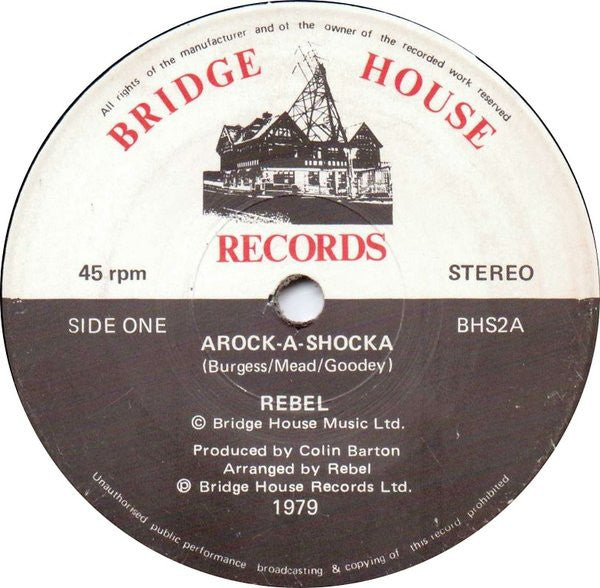 All rights of the manufacturer and of the owner of the recorded work reserved
BRIDGE HOUSE
RECORDS
45 rpm
STEREO
SIDE ONE
BHS2A
AROCK-A-SHOCKA
(Burgess/Mead/Goodey)
REBEL
© Bridge House Music Ltd.
Produced by Colin Barton
Arranged by Rebel
℗ Bridge House Records Ltd.
1979
Unauthorised public performance broadcasting & copying of this record prohibited